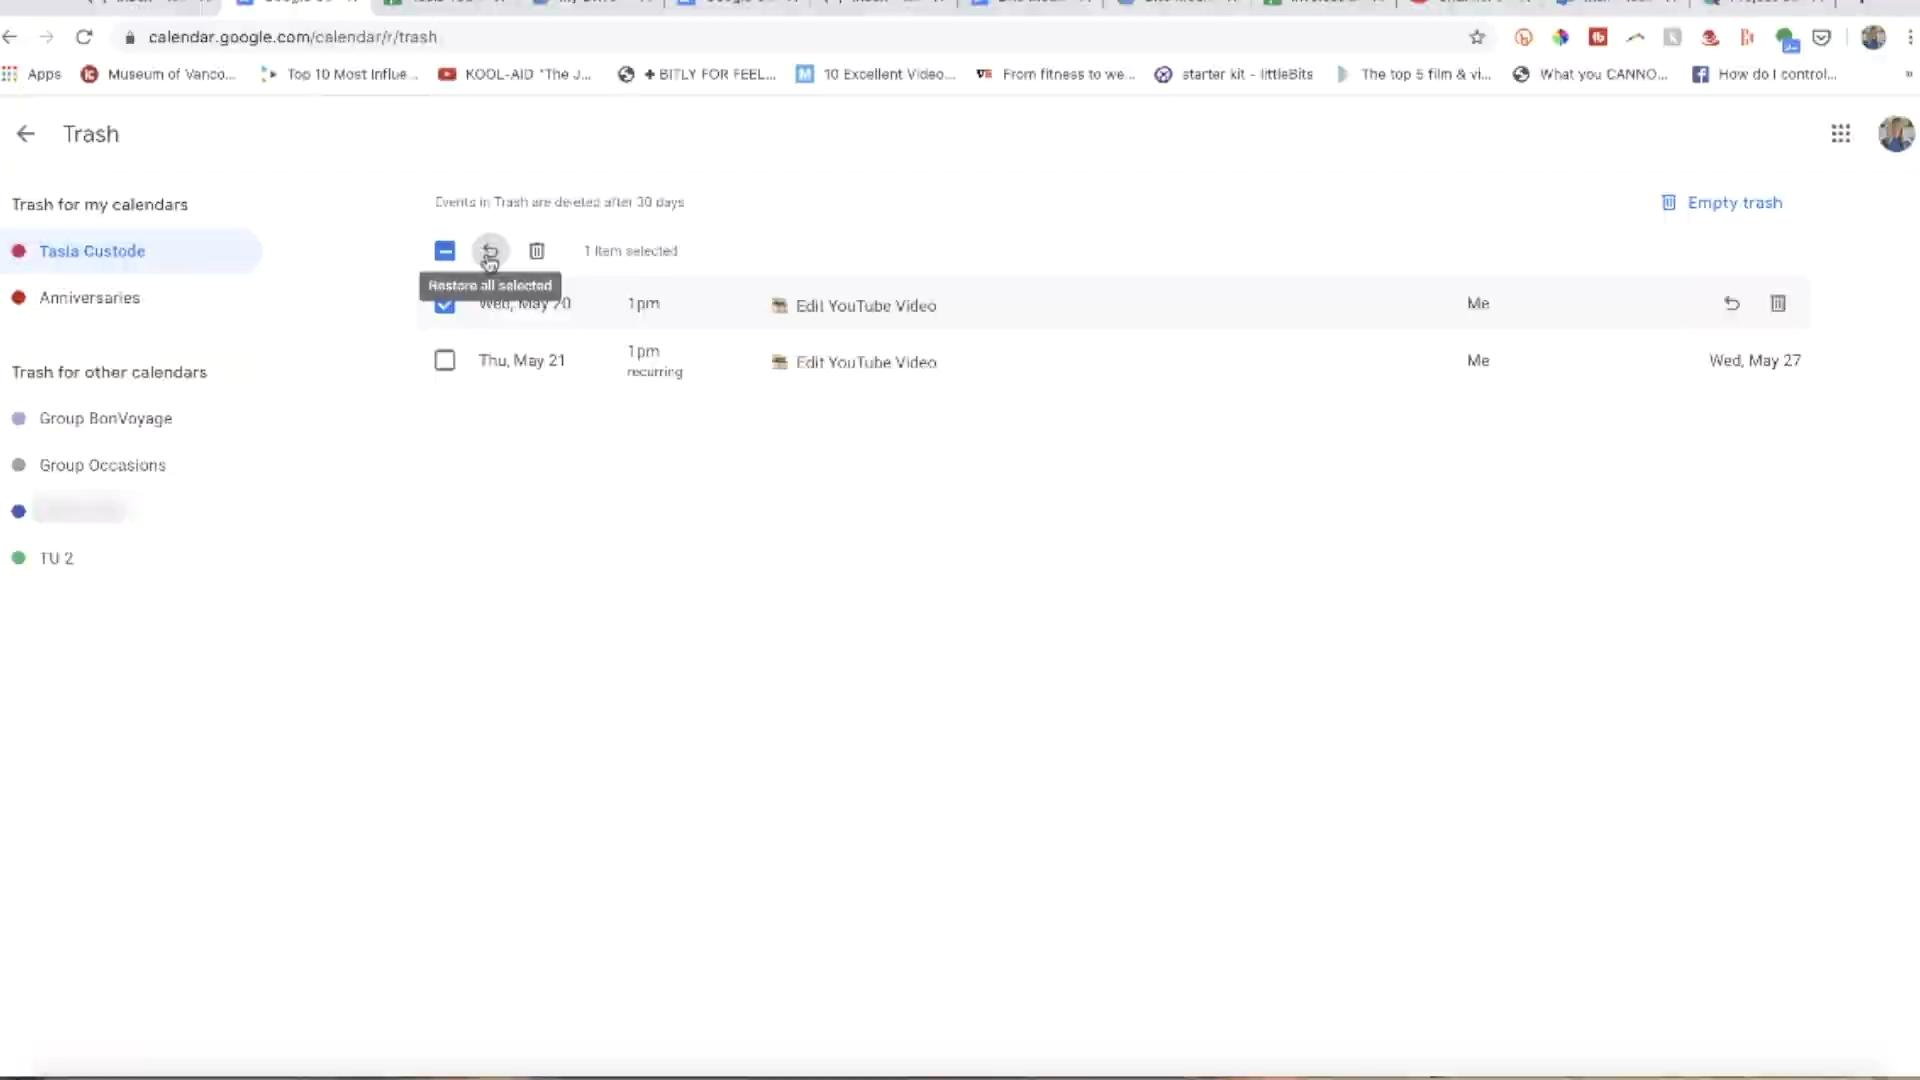 calendar.google.com/calendar/r/trash
Apps Museum of Vanco... Top 10 Most Influe... KOOL-AID "The J... + BITLY FOR FEEL... 10 Excellent Video... From fitness to we... starter kit - littleBits The top 5 film & vi... What you CANNO... How do I control... »
Trash
Trash for my calendars
Events in Trash are deleted after 30 days
Empty trash
Tasia Custode
1 item selected
Restore all selected
Anniversaries
Wed, May 20 1pm Edit YouTube Video Me
Thu, May 21 1pm recurring Edit YouTube Video Me Wed, May 27
Trash for other calendars
Group BonVoyage
Group Occasions
TU 2